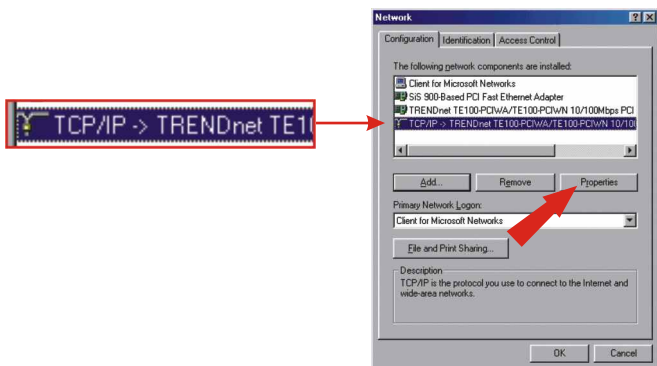 TCP/IP -> TRENDnet TE1
Network
Configuration Identification Access Control
The following network components are installed:
Client for Microsoft Networks
SiS 900-Based PCI Fast Ethernet Adapter
TRENDnet TE100-PCIWA/TE100-PCIWN 10/100Mbps PCI
TCP/IP -> TRENDnet TE100-PCIWA/TE100-PCIWN 10/10
Add... Remove Properties
Primary Network Logon:
Client for Microsoft Networks
File and Print Sharing...
Description
TCP/IP is the protocol you use to connect to the Internet and
wide-area networks.
OK Cancel